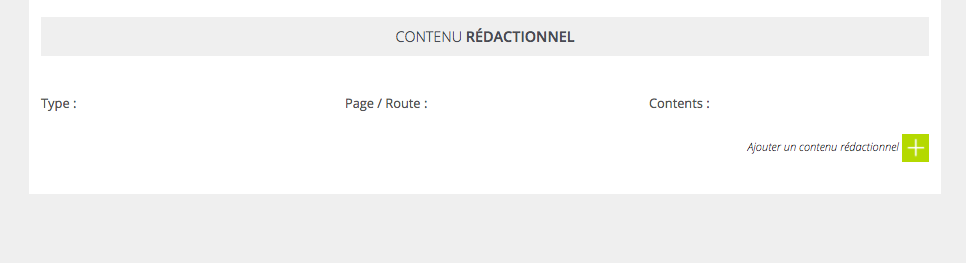 CONTENU RÉDACTIONNEL
Type : Page / Route : Contents :
Ajouter un contenu rédactionnel